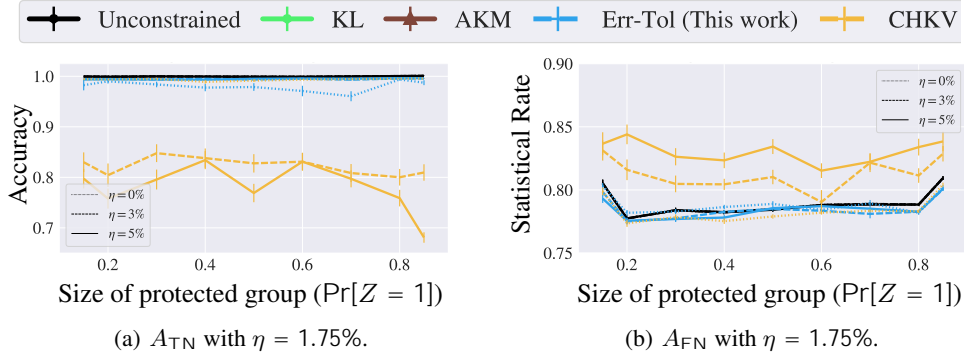 Unconstrained KL AKM Err-Tol (This work) CHKV
Accuracy
1.0
0.9
0.8
0.7
η = 0%
η = 3%
η = 5%
0.2 0.4 0.6 0.8
Size of protected group (Pr[Z = 1])
(a) A_TN with η = 1.75%.
Statistical Rate
0.90
0.85
0.80
0.75
η = 0%
η = 3%
η = 5%
0.2 0.4 0.6 0.8
Size of protected group (Pr[Z = 1])
(b) A_FN with η = 1.75%.